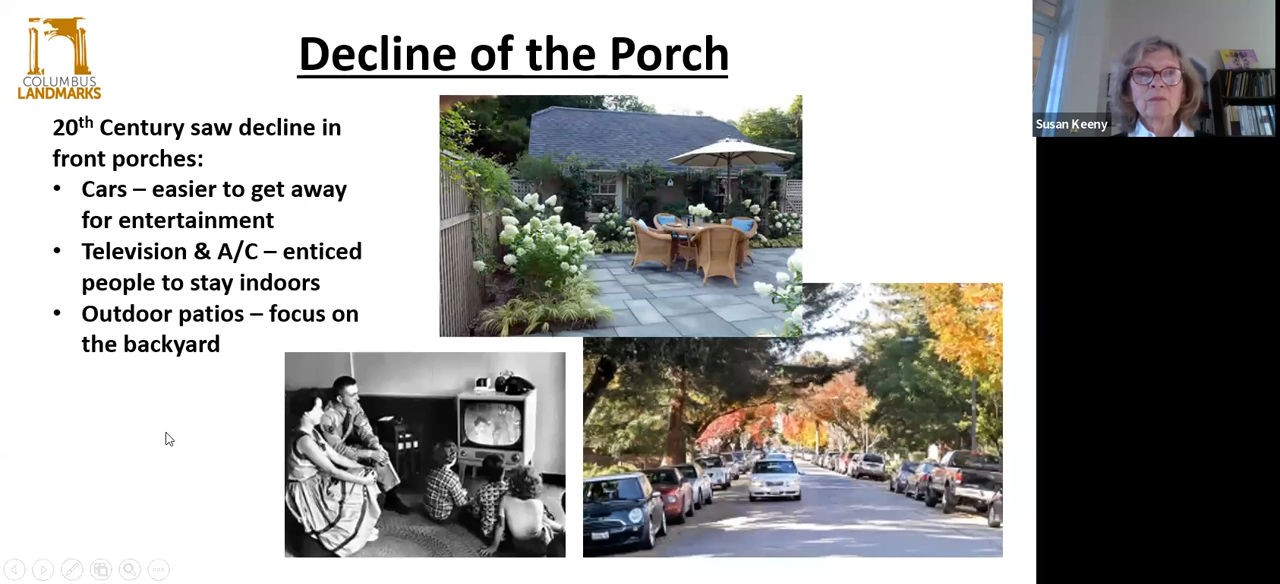 COLUMBUS
LANDMARKS
Decline of the Porch
20th Century saw decline in
front porches:
• Cars – easier to get away
for entertainment
• Television & A/C – enticed
people to stay indoors
• Outdoor patios – focus on
the backyard
Susan Keeny